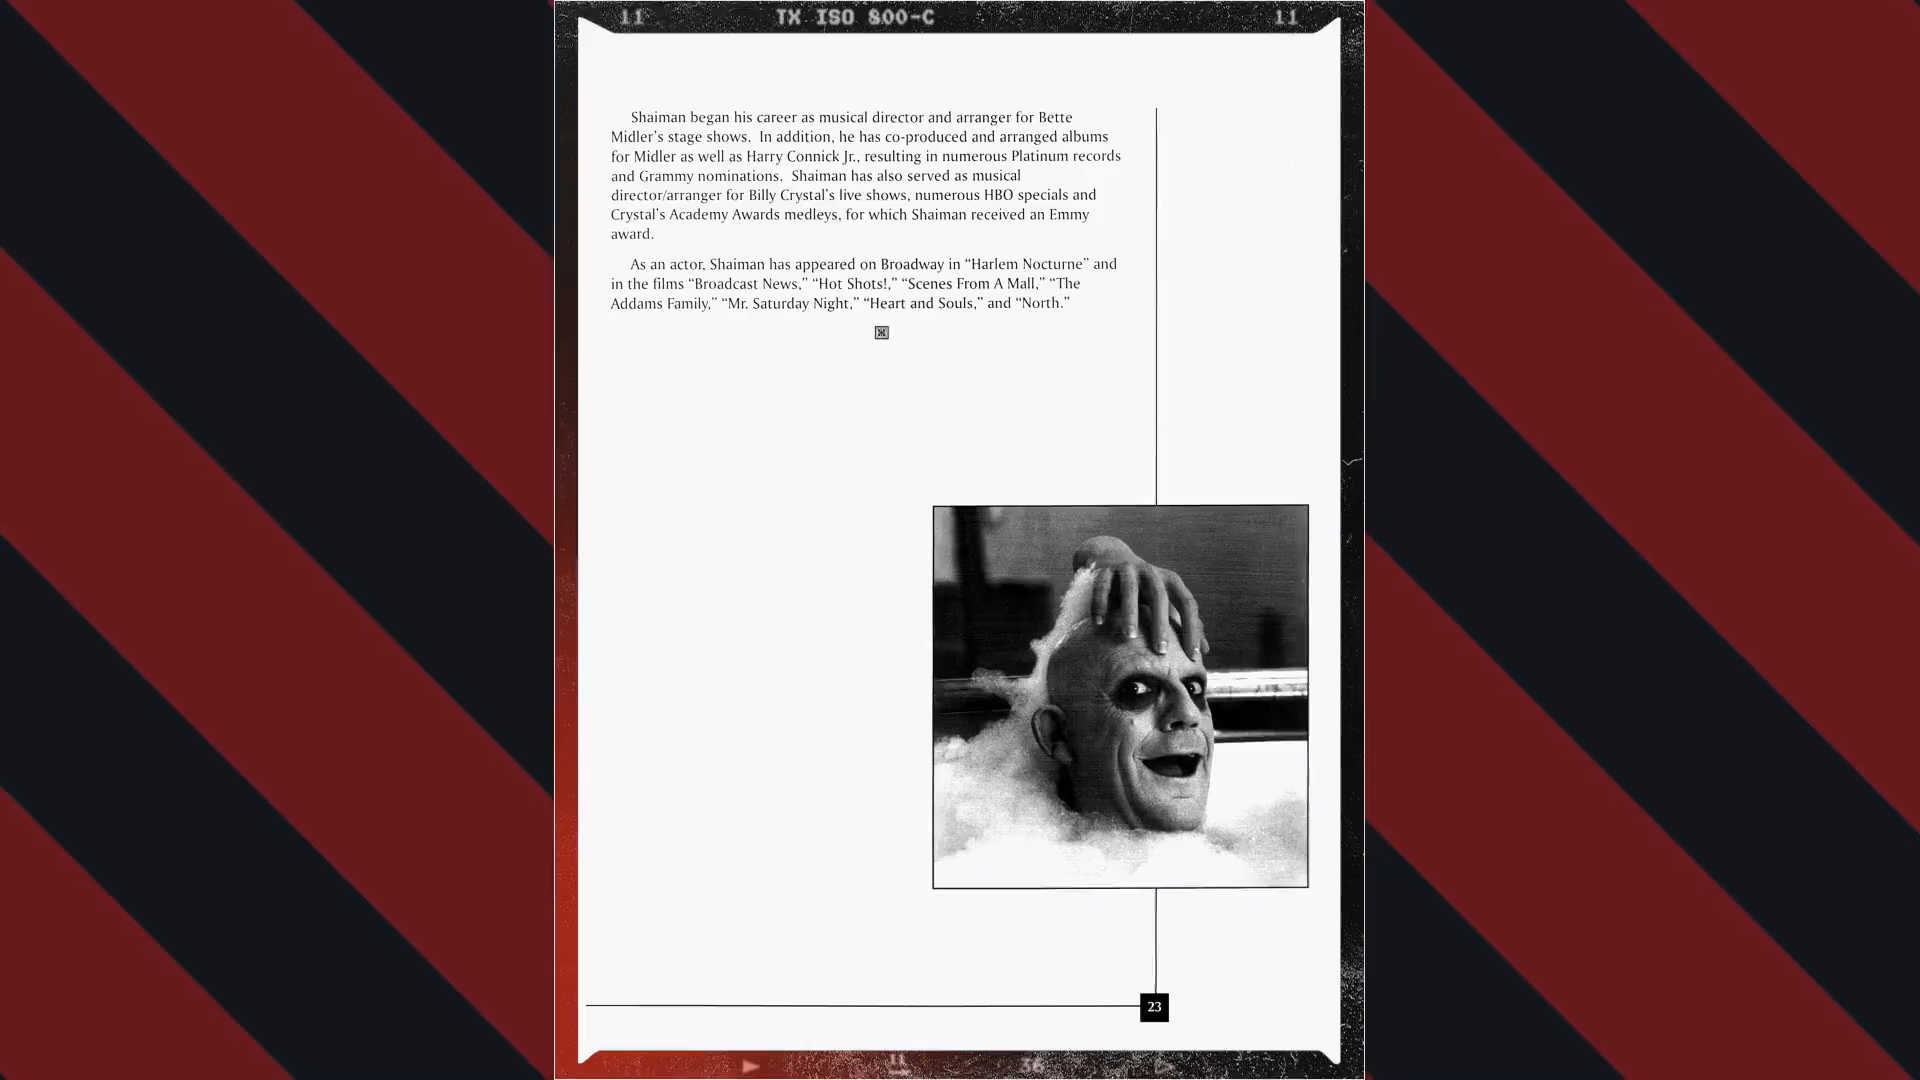 11 TX ISO 800-C 11
Shaiman began his career as musical director and arranger for Bette
Midler’s stage shows.  In addition, he has co-produced and arranged albums
for Midler as well as Harry Connick Jr., resulting in numerous Platinum records
and Grammy nominations.  Shaiman has also served as musical
director/arranger for Billy Crystal’s live shows, numerous HBO specials and
Crystal’s Academy Awards medleys, for which Shaiman received an Emmy
award.
As an actor, Shaiman has appeared on Broadway in “Harlem Nocturne” and
in the films “Broadcast News,” “Hot Shots!,” “Scenes From A Mall,” “The
Addams Family,” “Mr. Saturday Night,” “Heart and Souls,” and “North.”
23
11 36